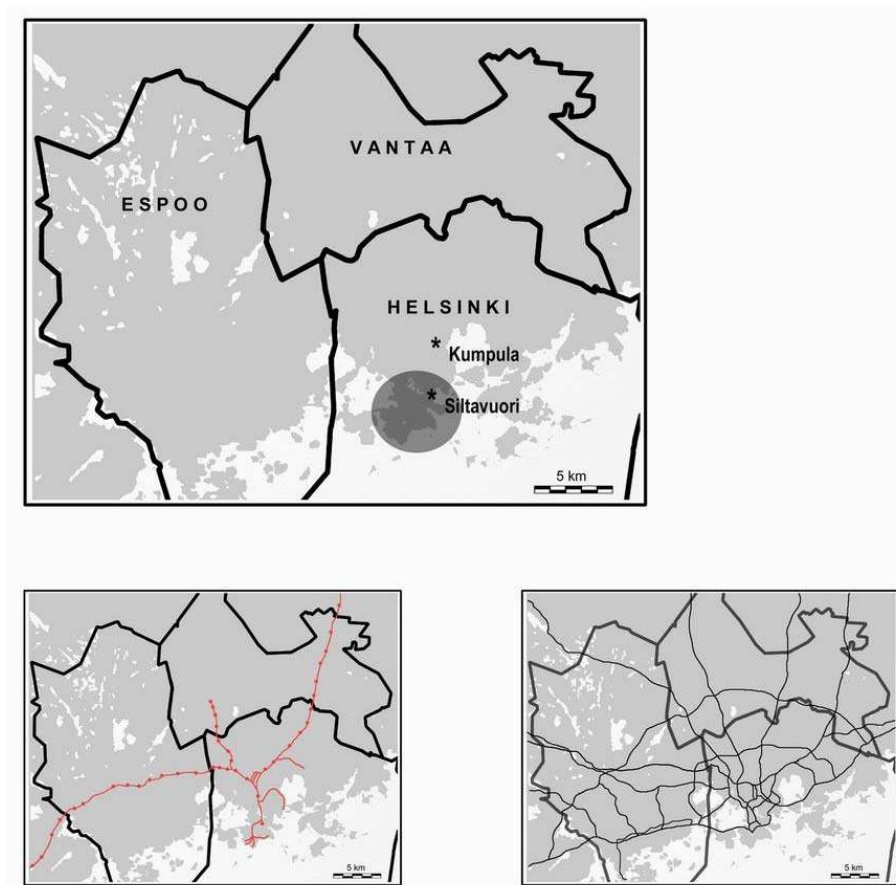 VANTAA
ESPOO
HELSINKI
* Kumpula
* Siltavuori
5 km
5 km
5 km